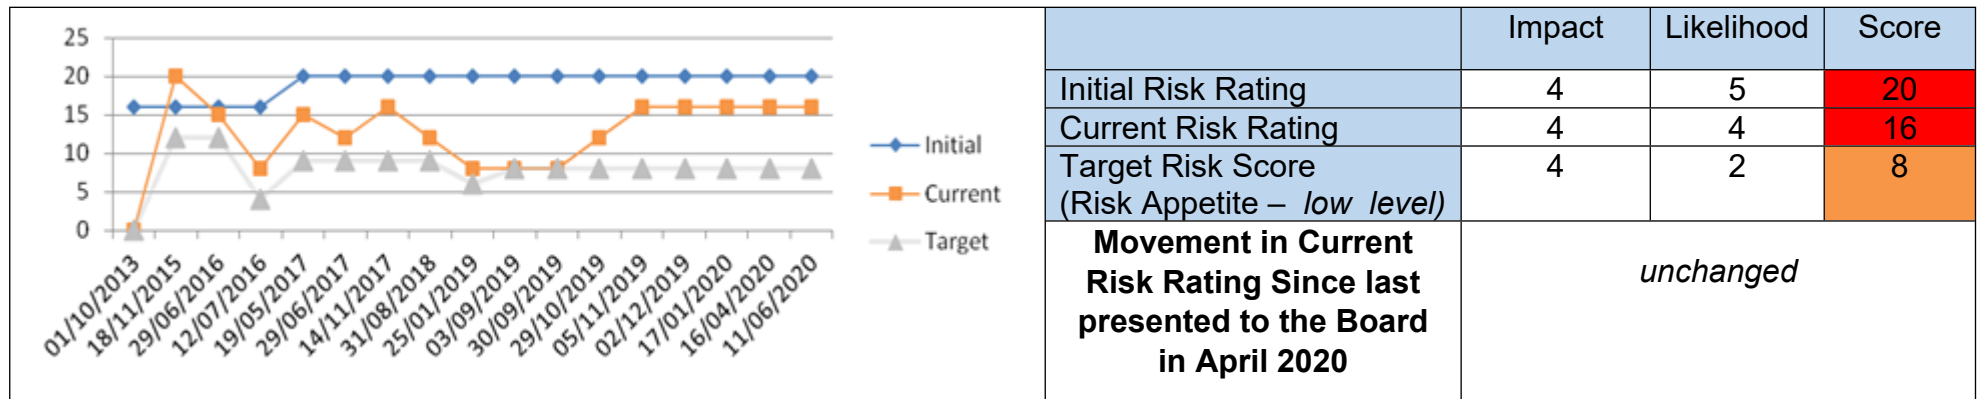 25
20
15
10
5
0
01/10/2013
18/11/2015
29/06/2016
12/07/2016
19/05/2017
29/06/2017
14/11/2017
31/08/2018
25/01/2019
03/09/2019
30/09/2019
29/10/2019
05/11/2019
02/12/2019
17/01/2020
16/04/2020
11/06/2020
Initial
Current
Target
Impact Likelihood Score
Initial Risk Rating 4 5 20
Current Risk Rating 4 4 16
Target Risk Score 4 2 8
(Risk Appetite – low level)
Movement in Current
Risk Rating Since last
presented to the Board
in April 2020
unchanged